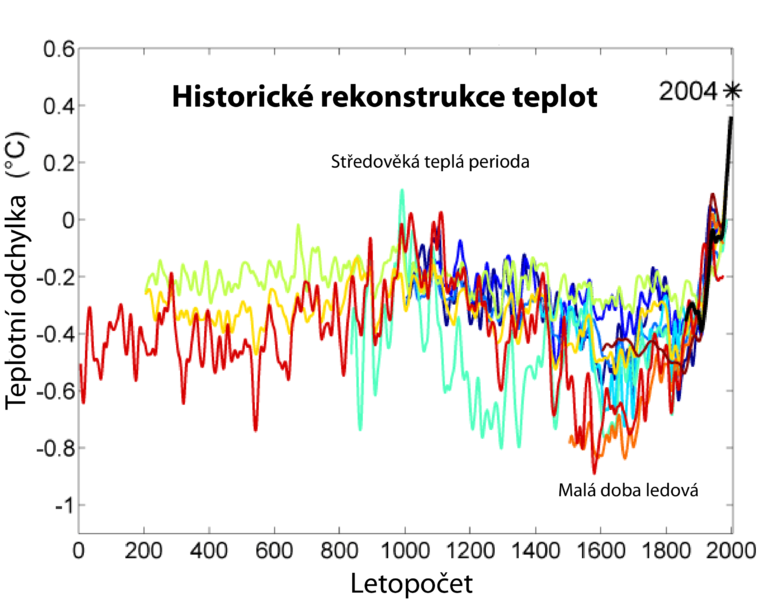 Historické rekonstrukce teplot
2004 *
Středověká teplá perioda
Malá doba ledová
Teplotní odchylka (°C)
0.6
0.4
0.2
0
-0.2
-0.4
-0.6
-0.8
-1
0 200 400 600 800 1000 1200 1400 1600 1800 2000
Letopočet